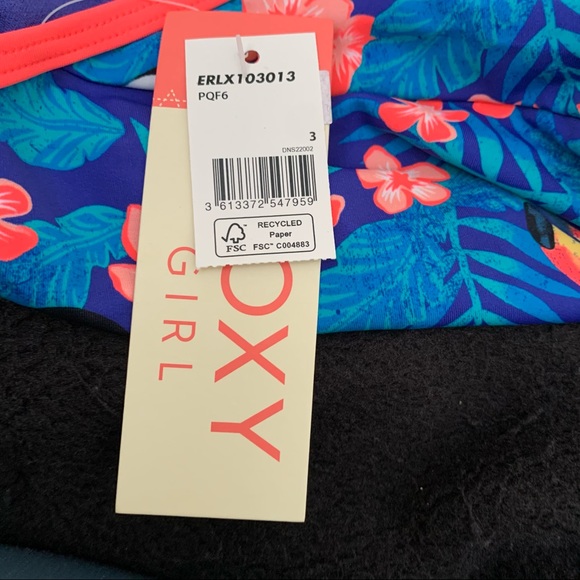 ERLX103013
PQF6
3
DNS22002
3 613372 547959
FSC
RECYCLED
Paper
FSC™ C004883
OXY
GIRL